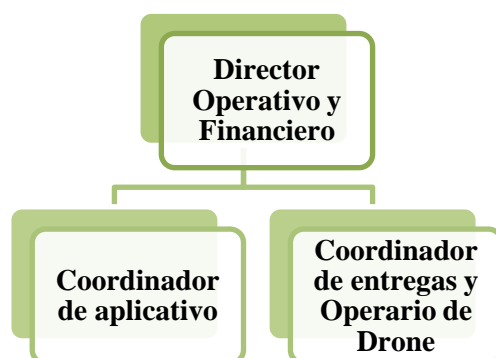 Director
Operativo y
Financiero
Coordinador
de aplicativo
Coordinador
de entregas y
Operario de
Drone